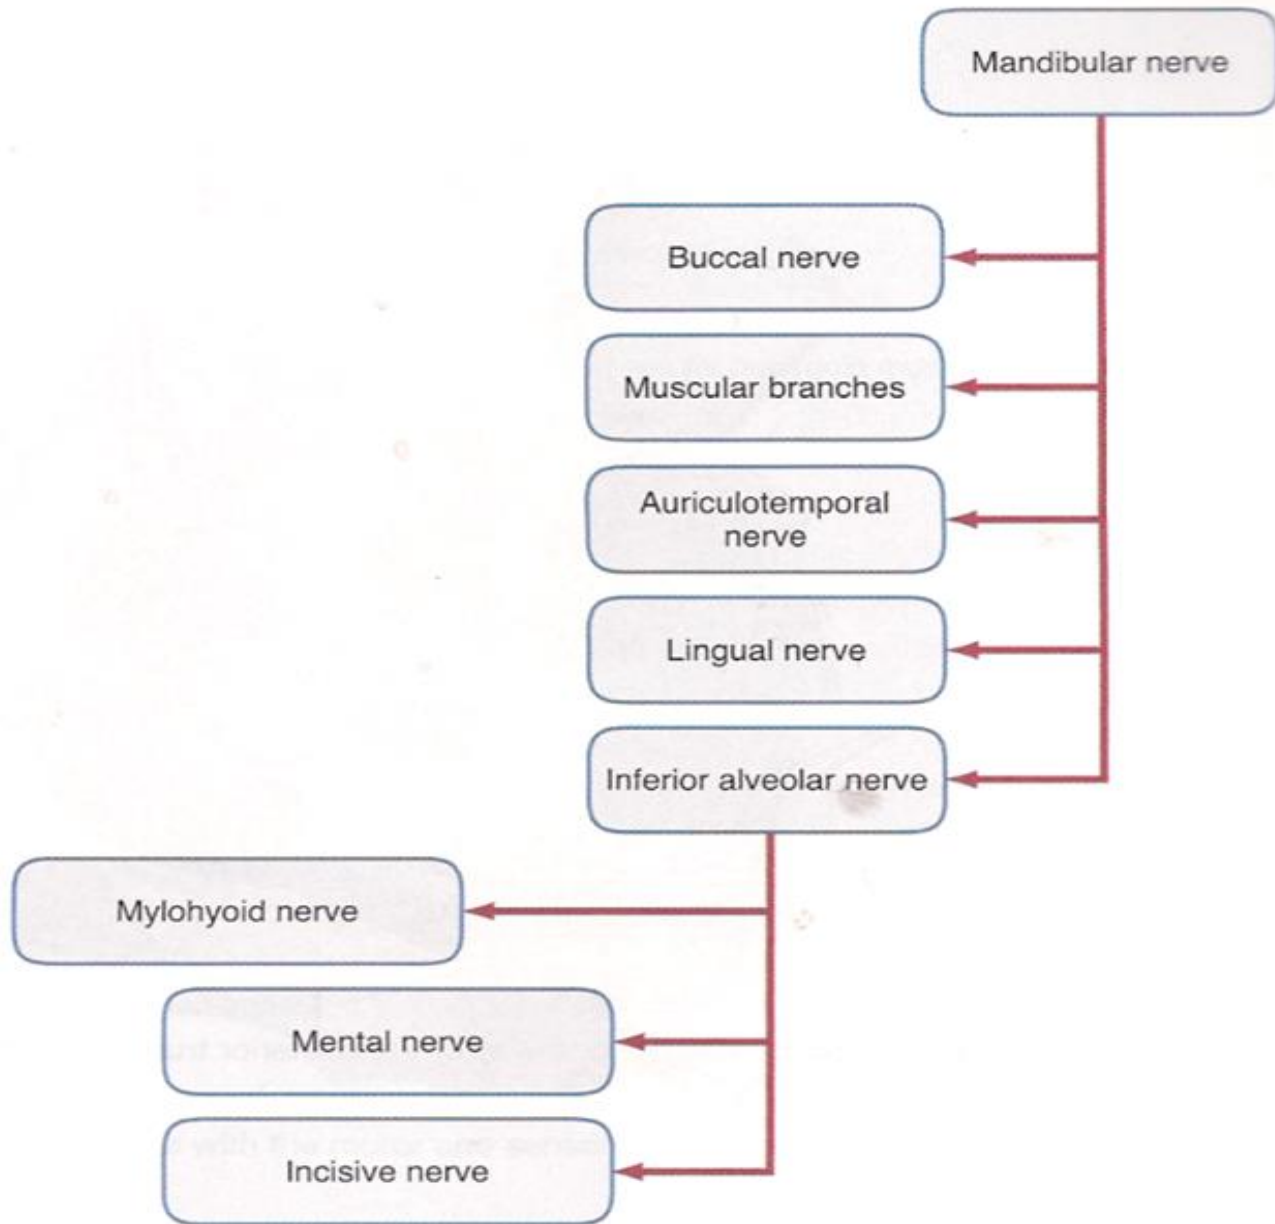 Mandibular nerve
Buccal nerve
Muscular branches
Auriculotemporal
nerve
Lingual nerve
Inferior alveolar nerve
Mylohyoid nerve
Mental nerve
Incisive nerve